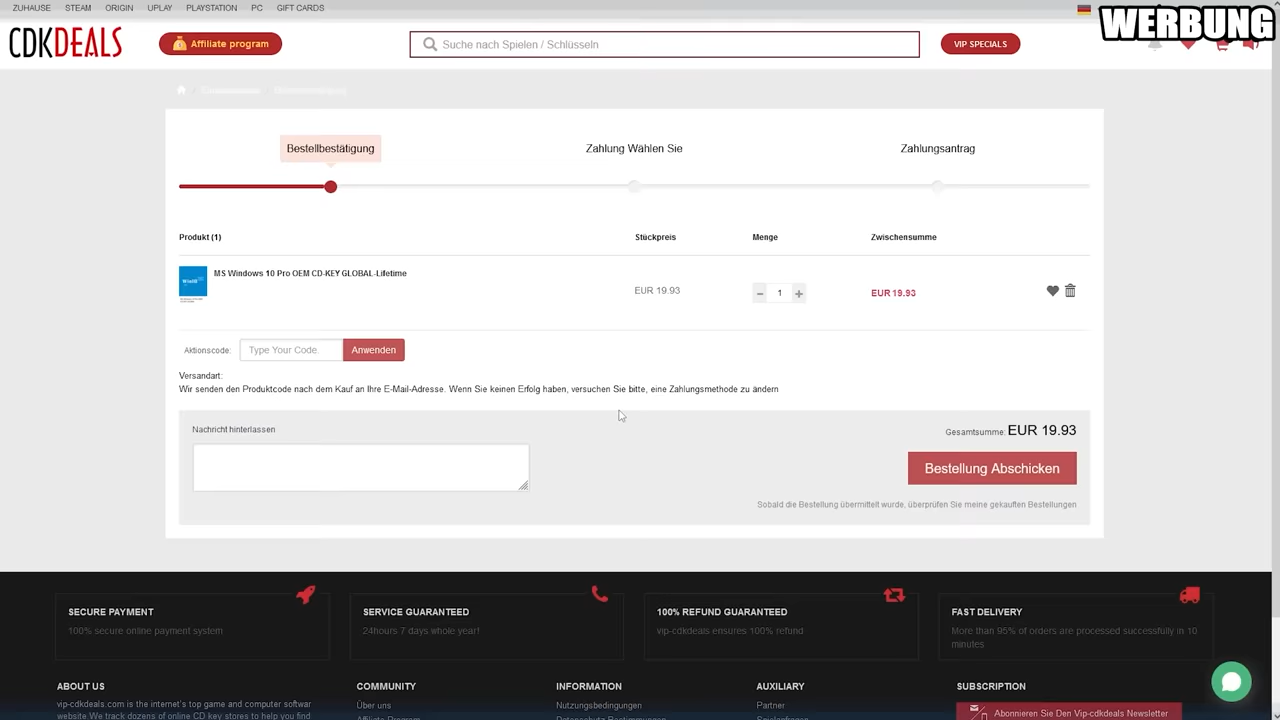 ZUHAUSE STEAM ORIGIN UPLAY PLAYSTATION PC GIFT CARDS
WERBUNG
CDKDEALS
Affiliate program
Suche nach Spielen / Schlüsseln
VIP SPECIALS
Bestellbestätigung
Zahlung Wählen Sie
Zahlungsantrag
Produkt (1) Stückpreis Menge Zwischensumme
MS Windows 10 Pro OEM CD-KEY GLOBAL-Lifetime
EUR 19.93 − 1 + EUR 19.93
Aktionscode: Type Your Code. Anwenden
Versandart:
Wir senden den Produktcode nach dem Kauf an Ihre E-Mail-Adresse. Wenn Sie keinen Erfolg haben, versuchen Sie bitte, eine Zahlungsmethode zu ändern
Nachricht hinterlassen
Gesamtsumme: EUR 19.93
Bestellung Abschicken
Sobald die Bestellung übermittelt wurde, überprüfen Sie meine gekauften Bestellungen
SECURE PAYMENT
100% secure online payment system
SERVICE GUARANTEED
24hours 7 days whole year!
100% REFUND GUARANTEED
vip-cdkdeals ensures 100% refund
FAST DELIVERY
More than 95% of orders are processed successfully in 10
minutes
ABOUT US
vip-cdkdeals.com is the internet's top game and computer softwar
website.We track dozens of online CD key stores to help you find
COMMUNITY
Über uns
Affiliate Program
INFORMATION
Nutzungsbedingungen
Datenschutz Bestimmungen
AUXILIARY
Partner
SUBSCRIPTION
Abonnieren Sie Den Vip-cdkdeals Newsletter